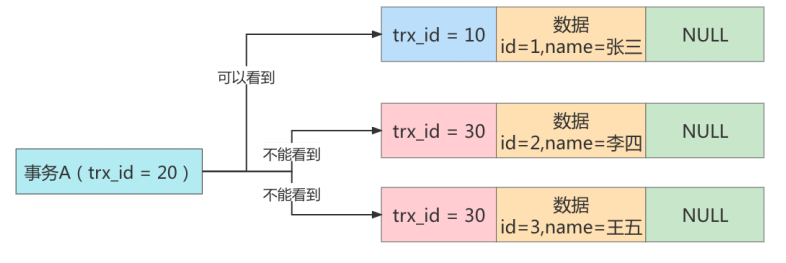 trx_id = 10
数据
id=1,name=张三
NULL
可以看到
trx_id = 30
数据
id=2,name=李四
NULL
不能看到
事务A（trx_id = 20）
不能看到
trx_id = 30
数据
id=3,name=王五
NULL